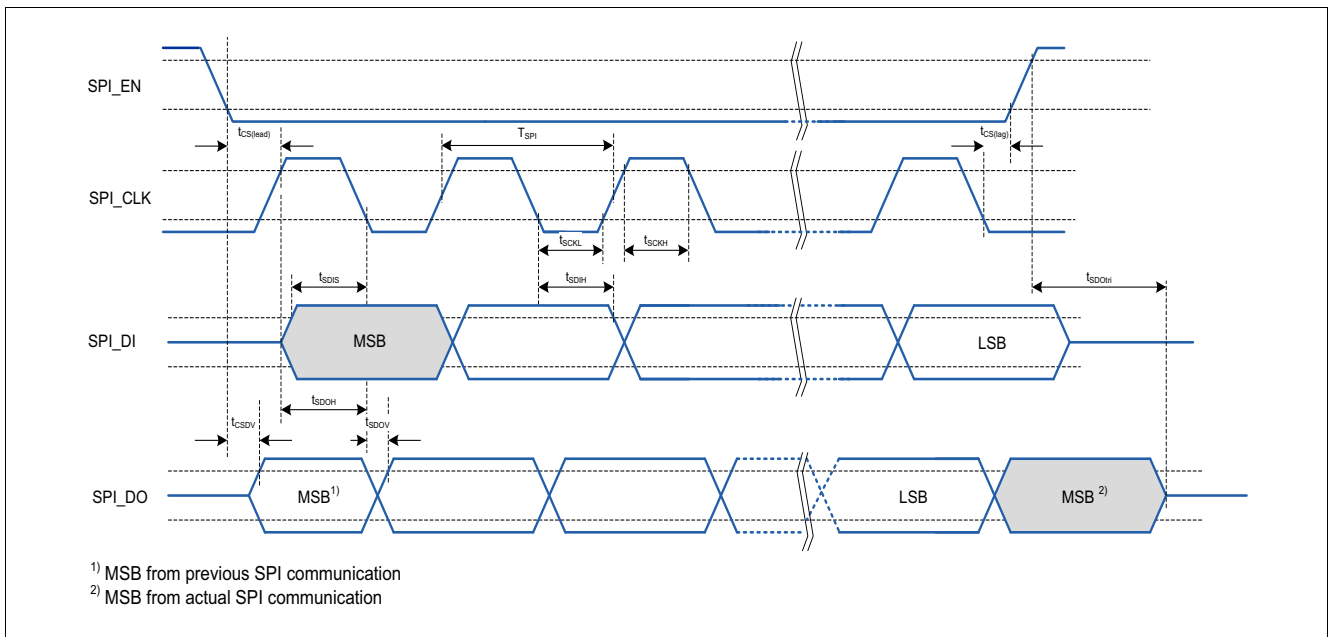 SPI_EN
tCS(lead)
TSPI
tCS(lag)
SPI_CLK
tSCKL
tSCKH
tSDIS
tSDIH
tSDOtri
SPI_DI
MSB
LSB
tSDOH
tCSDV
tSDOV
SPI_DO
MSB1)
LSB
MSB 2)
1) MSB from previous SPI communication
2) MSB from actual SPI communication